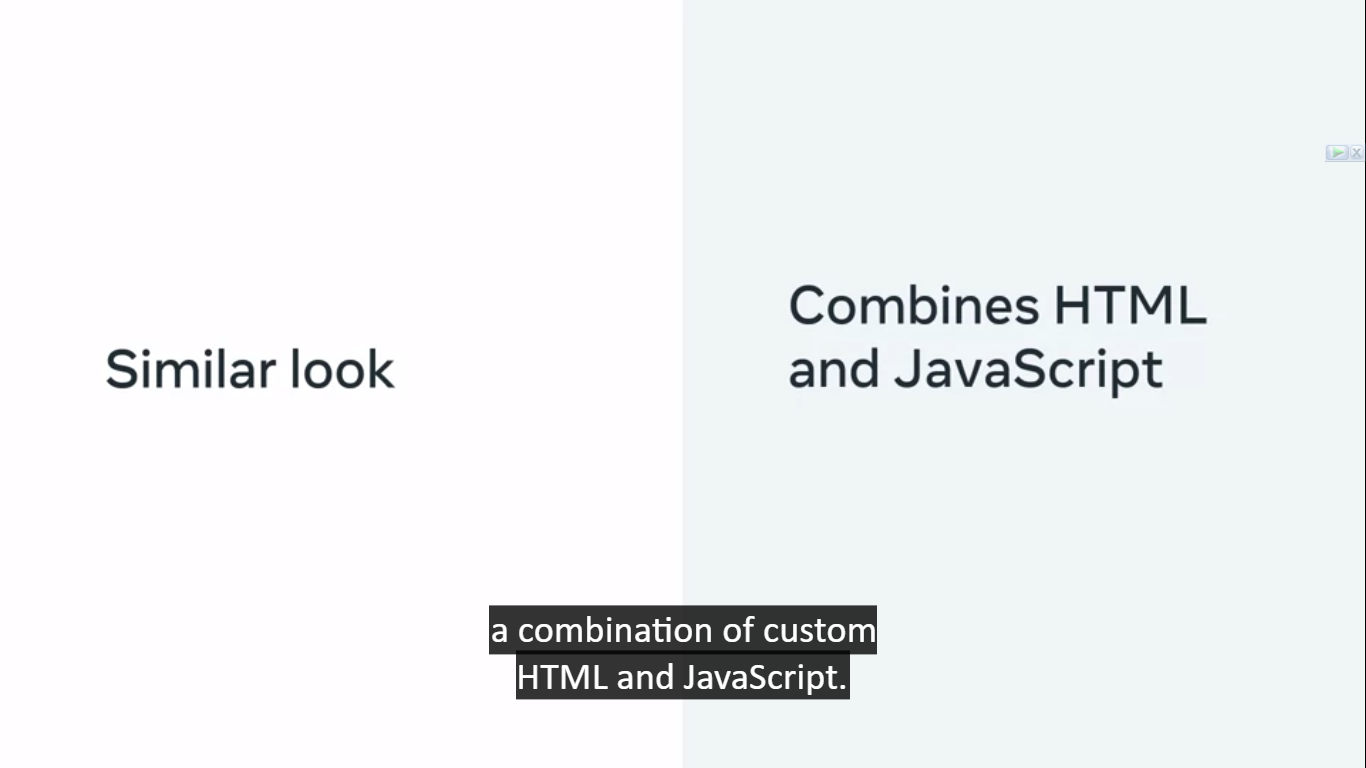 Similar look
Combines HTML
and JavaScript
a combination of custom
HTML and JavaScript.